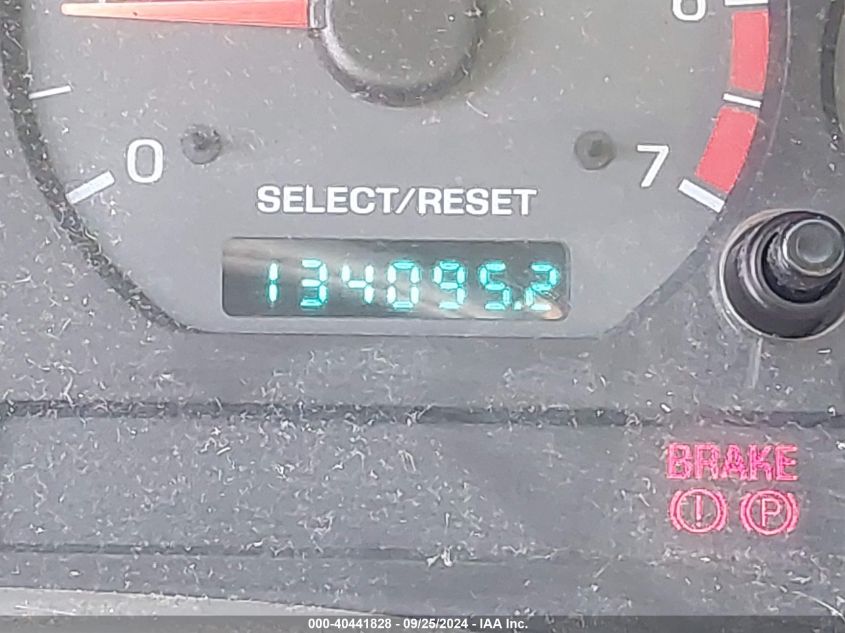 0
7
SELECT/RESET
134095.2
BRAKE
(!) (P)
000-40441828 - 09/25/2024 - IAA Inc.